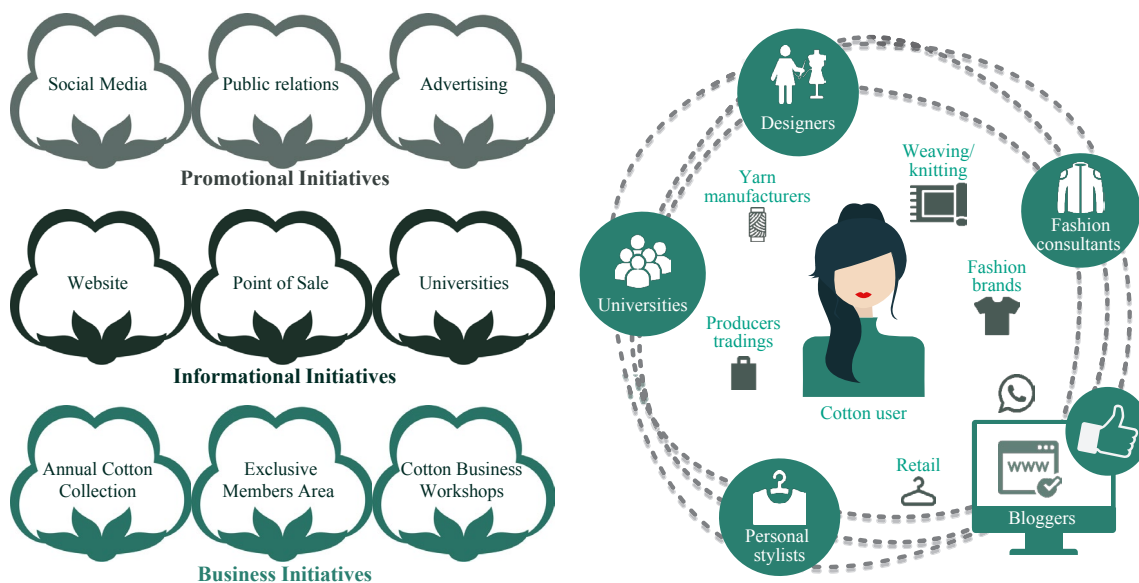 Social Media
Public relations
Advertising
Promotional Initiatives
Website
Point of Sale
Universities
Informational Initiatives
Annual Cotton
Collection
Exclusive
Members Area
Cotton Business
Workshops
Business Initiatives
Designers
Weaving/
knitting
Yarn
manufacturers
Fashion
consultants
Universities
Fashion
brands
Producers
tradings
Cotton user
Retail
www
Bloggers
Personal
stylists